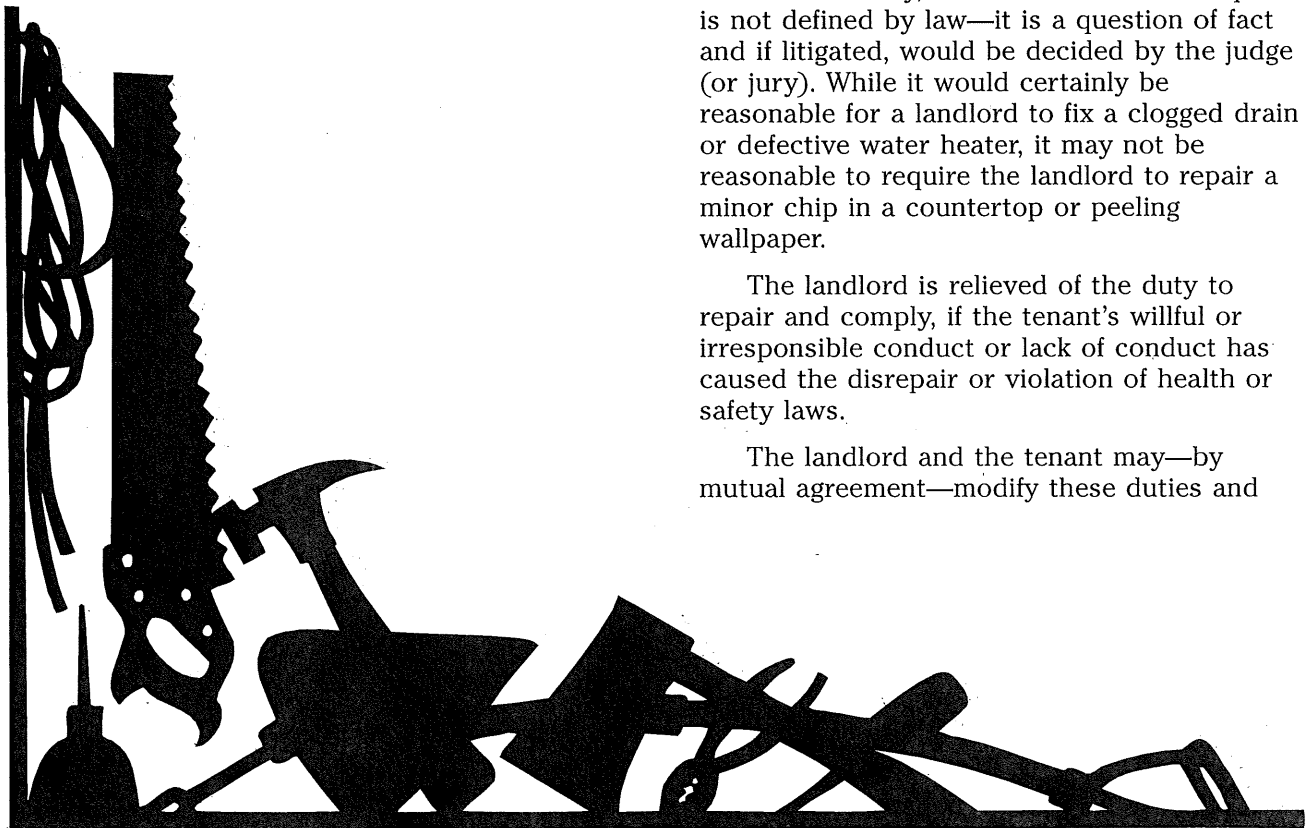 is not defined by law—it is a question of fact
and if litigated, would be decided by the judge
(or jury). While it would certainly be
reasonable for a landlord to fix a clogged drain
or defective water heater, it may not be
reasonable to require the landlord to repair a
minor chip in a countertop or peeling
wallpaper.
The landlord is relieved of the duty to
repair and comply, if the tenant's willful or
irresponsible conduct or lack of conduct has
caused the disrepair or violation of health or
safety laws.
The landlord and the tenant may—by
mutual agreement—modify these duties and